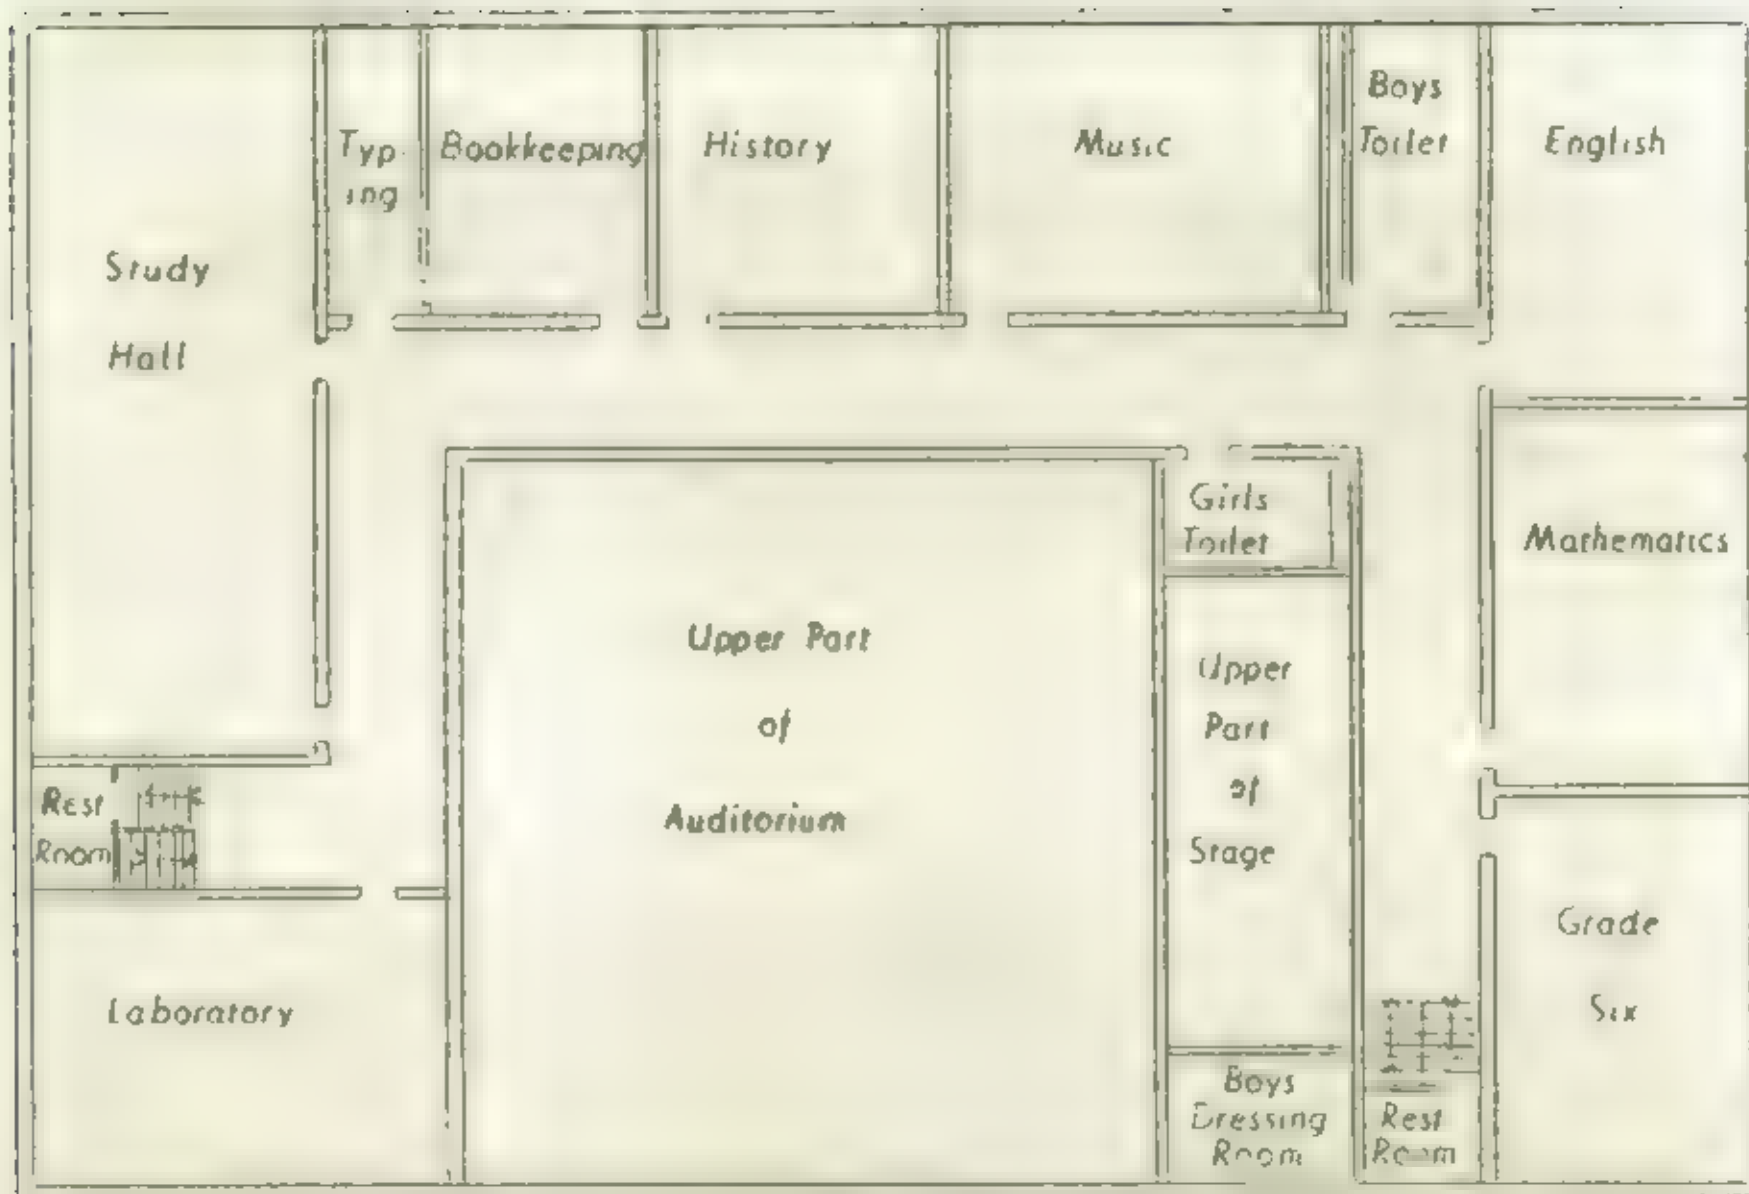 Study
Hall
Typ
ing
Bookkeeping
History
Music
Boys
Toilet
English
Girls
Toilet
Mathematics
Upper Part
of
Auditorium
Upper
Part
of
Stage
Rest
Room
Laboratory
Grade
Six
Boys
Dressing
Room
Rest
Room